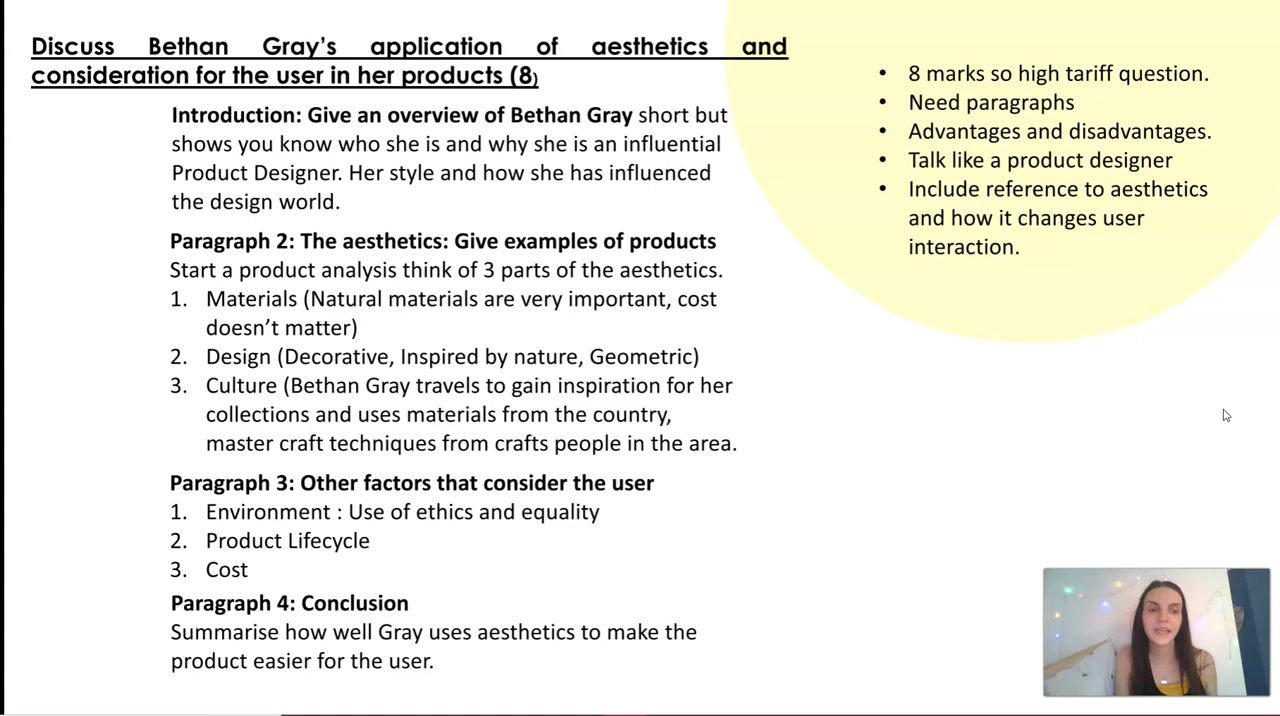 Discuss Bethan Gray's application of aesthetics and
consideration for the user in her products (8)
Introduction: Give an overview of Bethan Gray short but
shows you know who she is and why she is an influential
Product Designer. Her style and how she has influenced
the design world.
Paragraph 2: The aesthetics: Give examples of products
Start a product analysis think of 3 parts of the aesthetics.
1. Materials (Natural materials are very important, cost
doesn't matter)
2. Design (Decorative, Inspired by nature, Geometric)
3. Culture (Bethan Gray travels to gain inspiration for her
collections and uses materials from the country,
master craft techniques from crafts people in the area.
Paragraph 3: Other factors that consider the user
1. Environment : Use of ethics and equality
2. Product Lifecycle
3. Cost
Paragraph 4: Conclusion
Summarise how well Gray uses aesthetics to make the
product easier for the user.
• 8 marks so high tariff question.
• Need paragraphs
• Advantages and disadvantages.
• Talk like a product designer
• Include reference to aesthetics
and how it changes user
interaction.